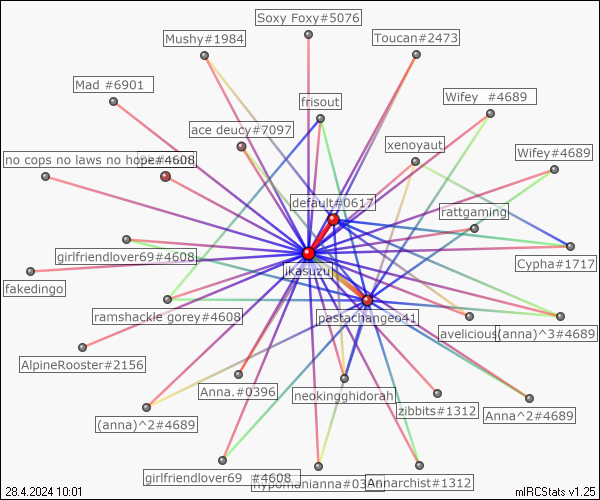 Soxy Foxy#5076
Mushy#1984
Toucan#2473
Mad #6901
Wifey #4689
frisout
ace deucy#7097
xenoyaut
no cops no laws no hope#4608
Wifey#4689
default#0617
rattgaming
girlfriendlover69#4608
Cypha#1717
ikasuzu
fakedingo
ramshackle gorey#4608
pastachangeo41
avelicious
(anna)^3#4689
AlpineRooster#2156
Anna.#0396
neokingghidorah
zibbits#1312
Anna^2#4689
(anna)^2#4689
girlfriendlover69 #4608
Annarchist#1312
28.4.2024 10:01
mIRCStats v1.25